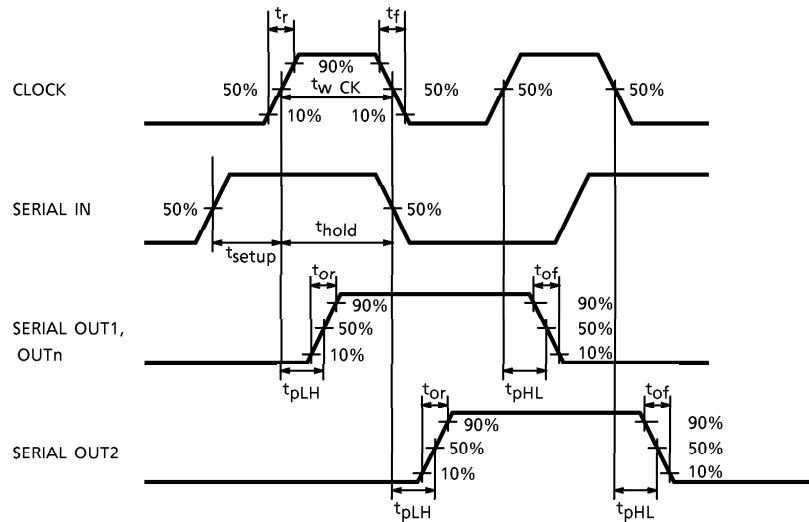 tr tf
90%
CLOCK 50% tw CK 50% 50% 50%
10% 10%
SERIAL IN 50% 50%
tsetup thold
tor tof
90% 90%
SERIAL OUT1, 50% 50%
OUTn 10% 10%
tpLH tpHL
tor tof
90% 90%
SERIAL OUT2 50% 50%
10% 10%
tpLH tpHL